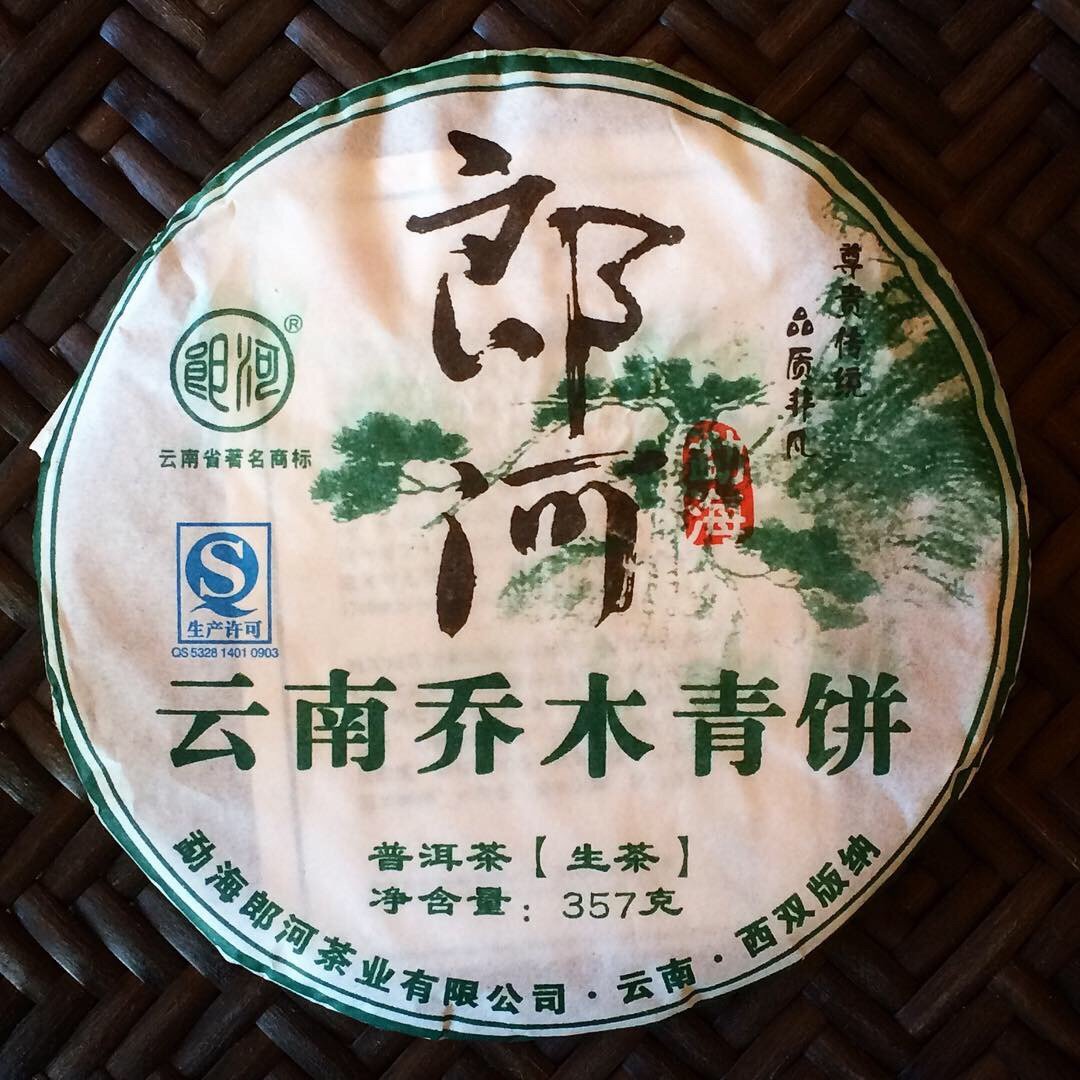 郎河
尊贵传统
品质非凡
勐海
郎河®
云南省著名商标
S
生产许可
QS 5328 1401 0903
云南乔木青饼
普洱茶【生茶】
净含量：357克
勐海郎河茶业有限公司·云南·西双版纳